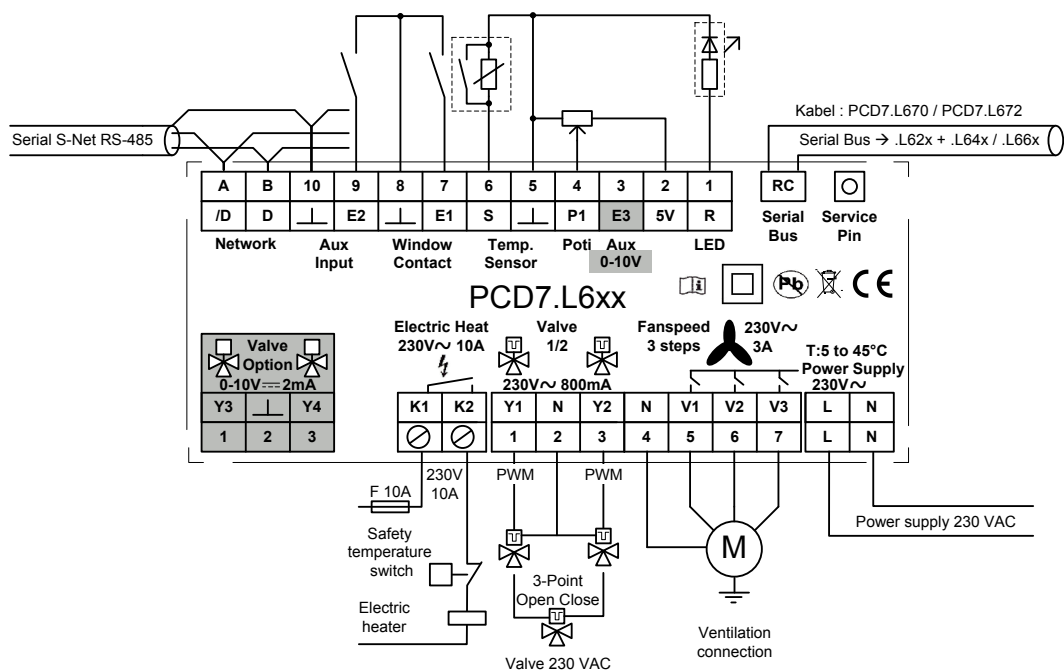 Kabel : PCD7.L670 / PCD7.L672
Serial S-Net RS-485
Serial Bus → .L62x + .L64x / .L66x
A B 10 9 8 7 6 5 4 3 2 1 RC
/D D ⊥ E2 ⊥ E1 S ⊥ P1 E3 5V R
Serial Bus
Service Pin
Network
Aux Input
Window Contact
Temp. Sensor
Poti
Aux
0-10V
LED
Pb
CE
PCD7.L6xx
Valve
Option
0-10V⎓2mA
Y3 ⊥ Y4
1 2 3
Electric Heat
230V~ 10A
Valve
1/2
230V~ 800mA
Fanspeed
3 steps
230V~
3A
T:5 to 45°C
Power Supply
230V~
K1 K2 Y1 N Y2 N V1 V2 V3 L N
1 2 3 4 5 6 7 L N
230V
10A
PWM
PWM
F 10A
Safety
temperature
switch
Electric
heater
3-Point
Open Close
Valve 230 VAC
M
Ventilation
connection
Power supply 230 VAC